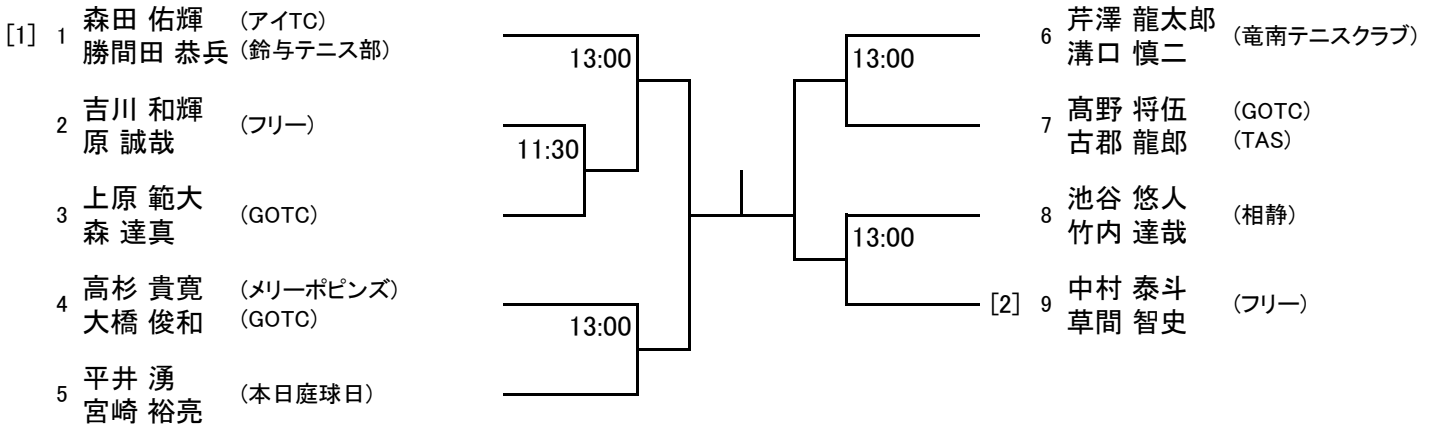 [1] 1 森田 佑輝 (アイTC)
勝間田 恭兵 (鈴与テニス部)
2 吉川 和輝 (フリー)
原 誠哉
3 上原 範大 (GOTC)
森 達真
4 高杉 貴寛 (メリーポピンズ)
大橋 俊和 (GOTC)
5 平井 湧 (本日庭球日)
宮崎 裕亮
13:00
11:30
13:00
13:00
13:00
6 芹澤 龍太郎 (竜南テニスクラブ)
溝口 慎二
7 髙野 将伍 (GOTC)
古郡 龍郎 (TAS)
8 池谷 悠人 (相静)
竹内 達哉
[2] 9 中村 泰斗 (フリー)
草間 智史